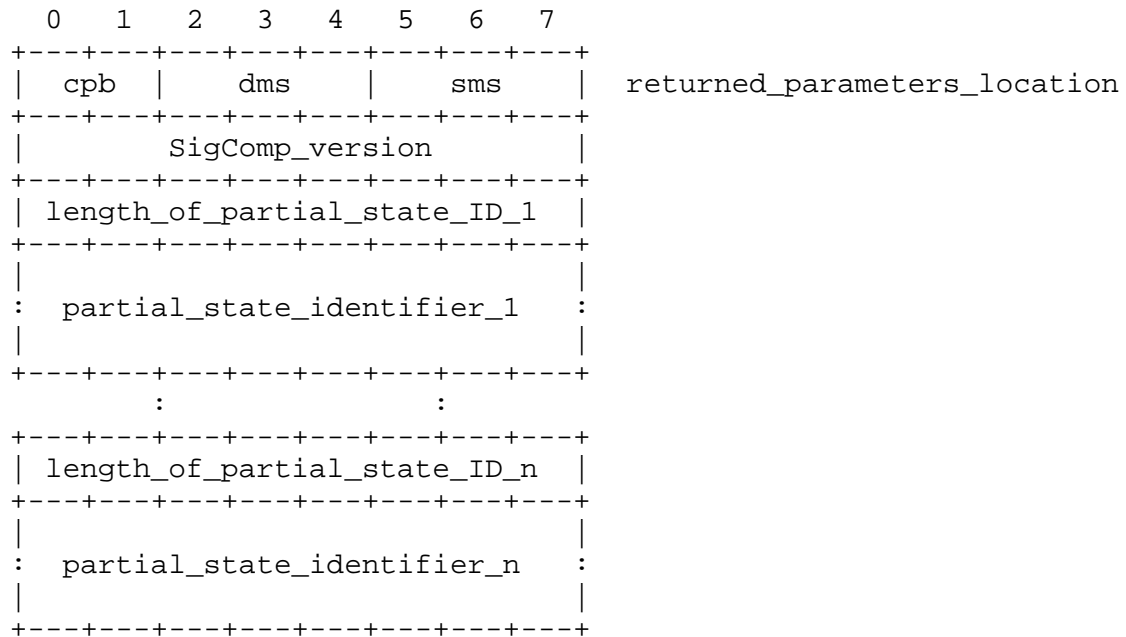 0   1   2   3   4   5   6   7
+---+---+---+---+---+---+---+---+
|  cpb  |    dms    |    sms    |  returned_parameters_location
+---+---+---+---+---+---+---+---+
|        SigComp_version        |
+---+---+---+---+---+---+---+---+
| length_of_partial_state_ID_1  |
+---+---+---+---+---+---+---+---+
|                               |
:  partial_state_identifier_1   :
|                               |
+---+---+---+---+---+---+---+---+
        :               :
+---+---+---+---+---+---+---+---+
| length_of_partial_state_ID_n  |
+---+---+---+---+---+---+---+---+
|                               |
:  partial_state_identifier_n   :
|                               |
+---+---+---+---+---+---+---+---+